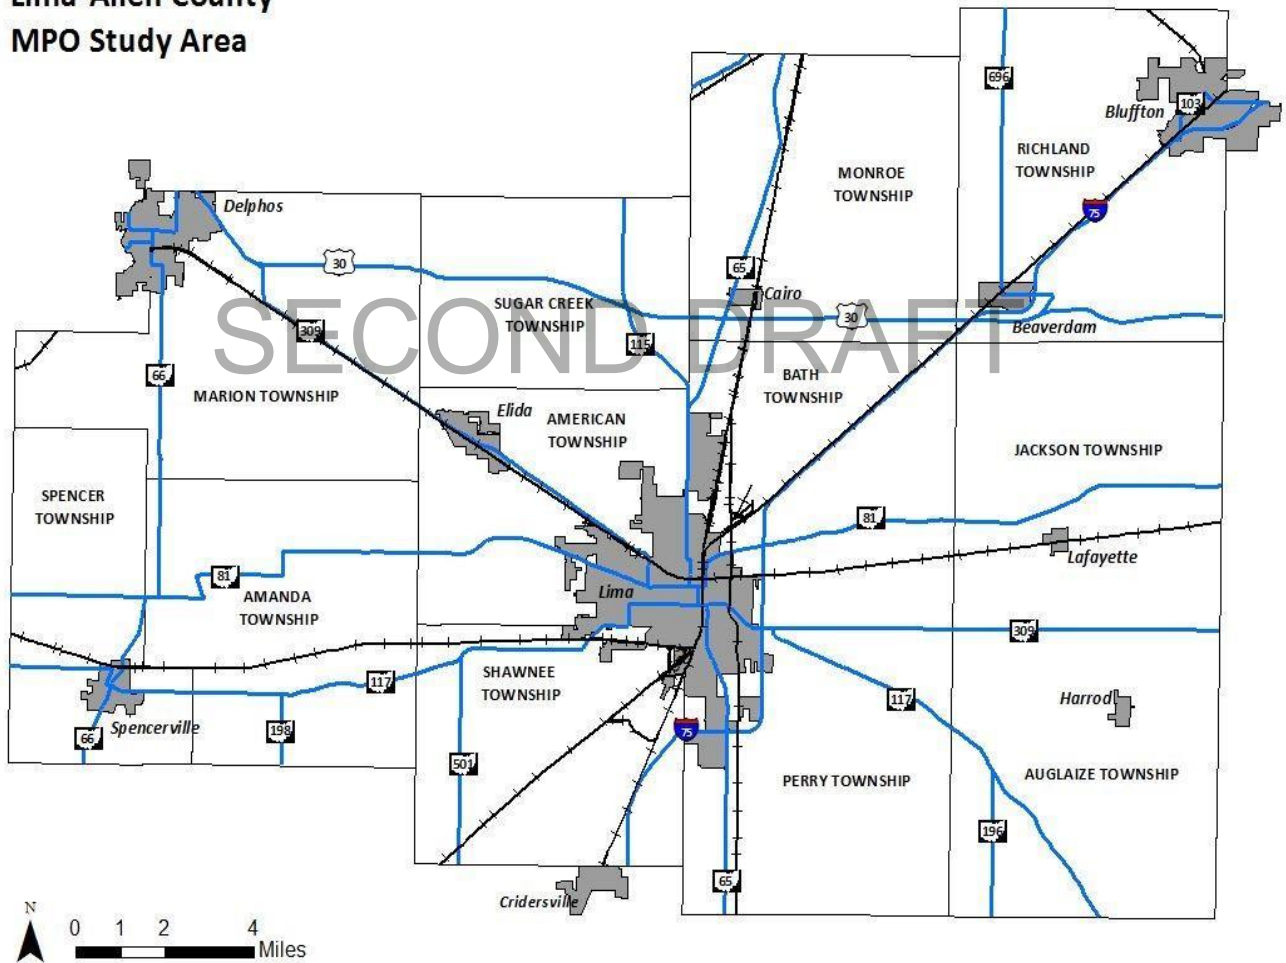 Lima-Allen County
MPO Study Area
696
Bluffton
103
RICHLAND
TOWNSHIP
MONROE
TOWNSHIP
75
Delphos
30
65
Cairo
SUGAR CREEK
TOWNSHIP
30
Beaverdam
SECOND DRAFT
309
115
66
MARION TOWNSHIP
BATH
TOWNSHIP
Elida
AMERICAN
TOWNSHIP
JACKSON TOWNSHIP
SPENCER
TOWNSHIP
81
Lafayette
81
AMANDA
TOWNSHIP
Lima
309
SHAWNEE
TOWNSHIP
117
117
Harrod
Spencerville
66
198
75
501
PERRY TOWNSHIP
AUGLAIZE TOWNSHIP
196
65
Cridersville
N
0 1 2 4
Miles